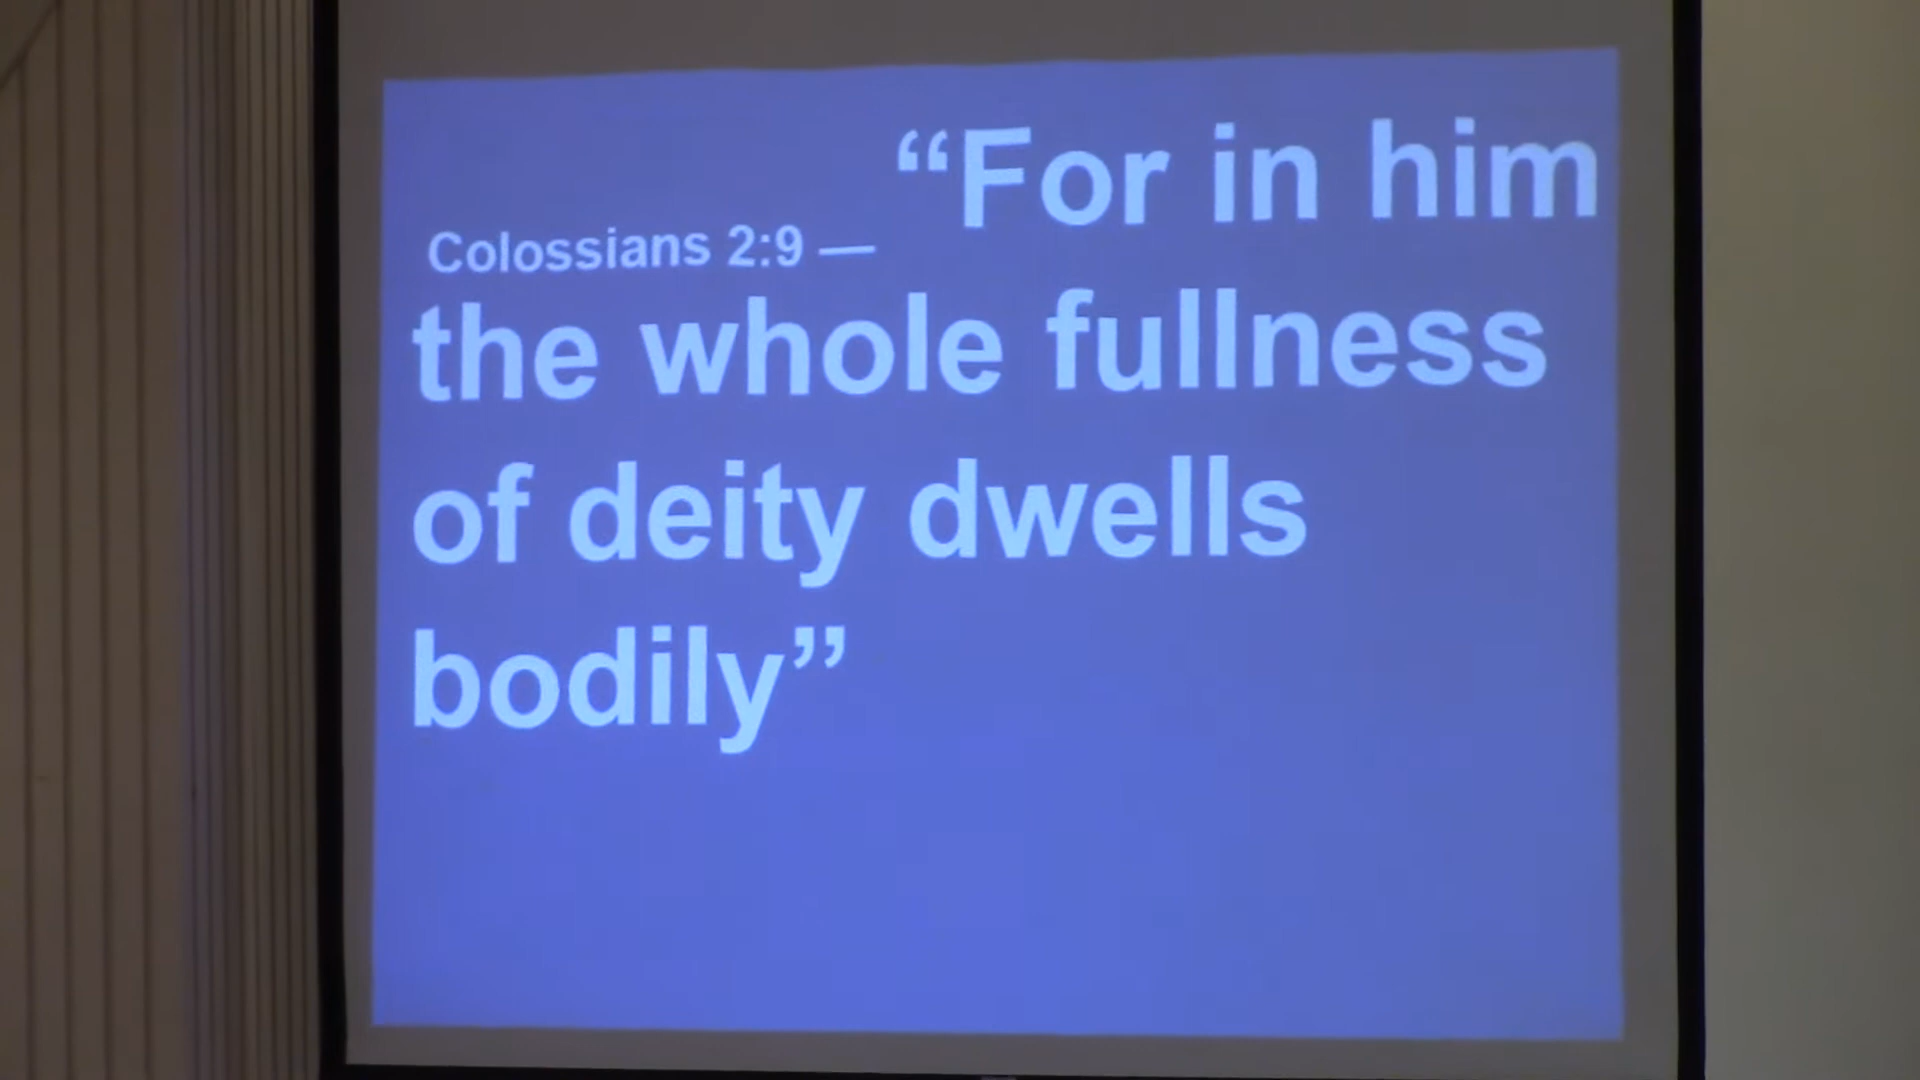 Colossians 2:9 — “For in him
the whole fullness
of deity dwells
bodily”